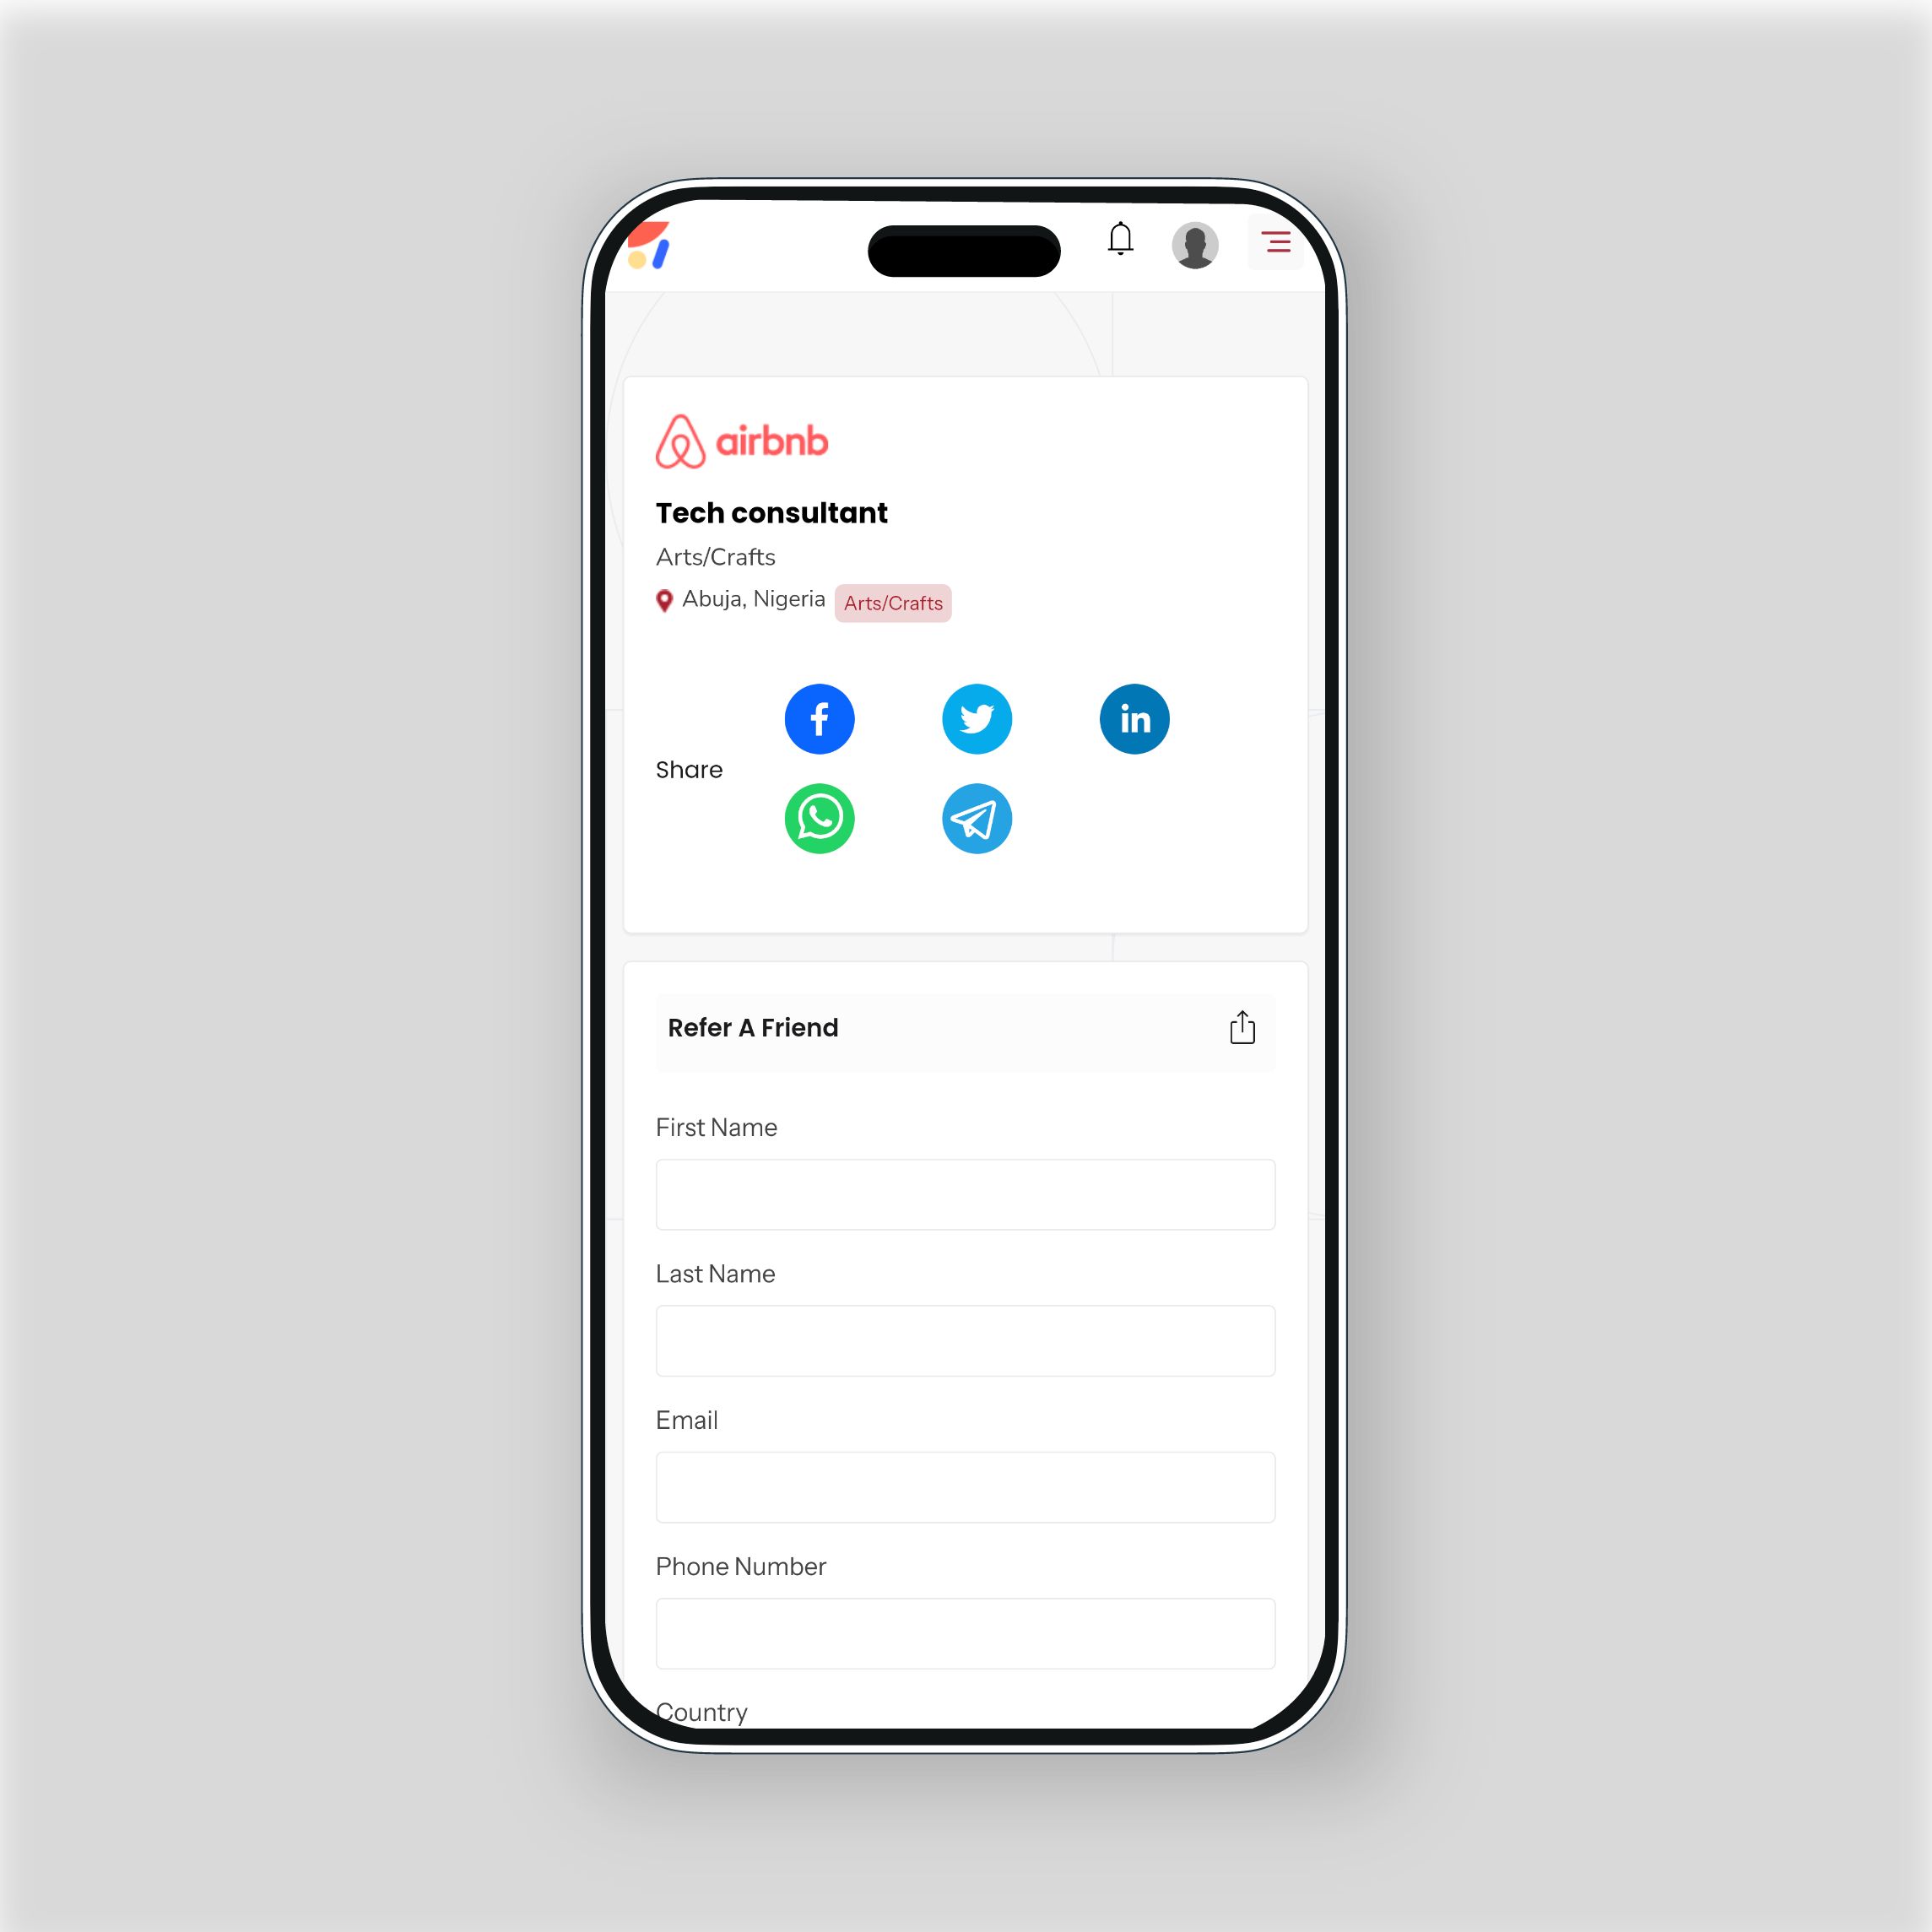 airbnb
Tech consultant
Arts/Crafts
Abuja, Nigeria Arts/Crafts
Share
Refer A Friend
First Name
Last Name
Email
Phone Number
Country